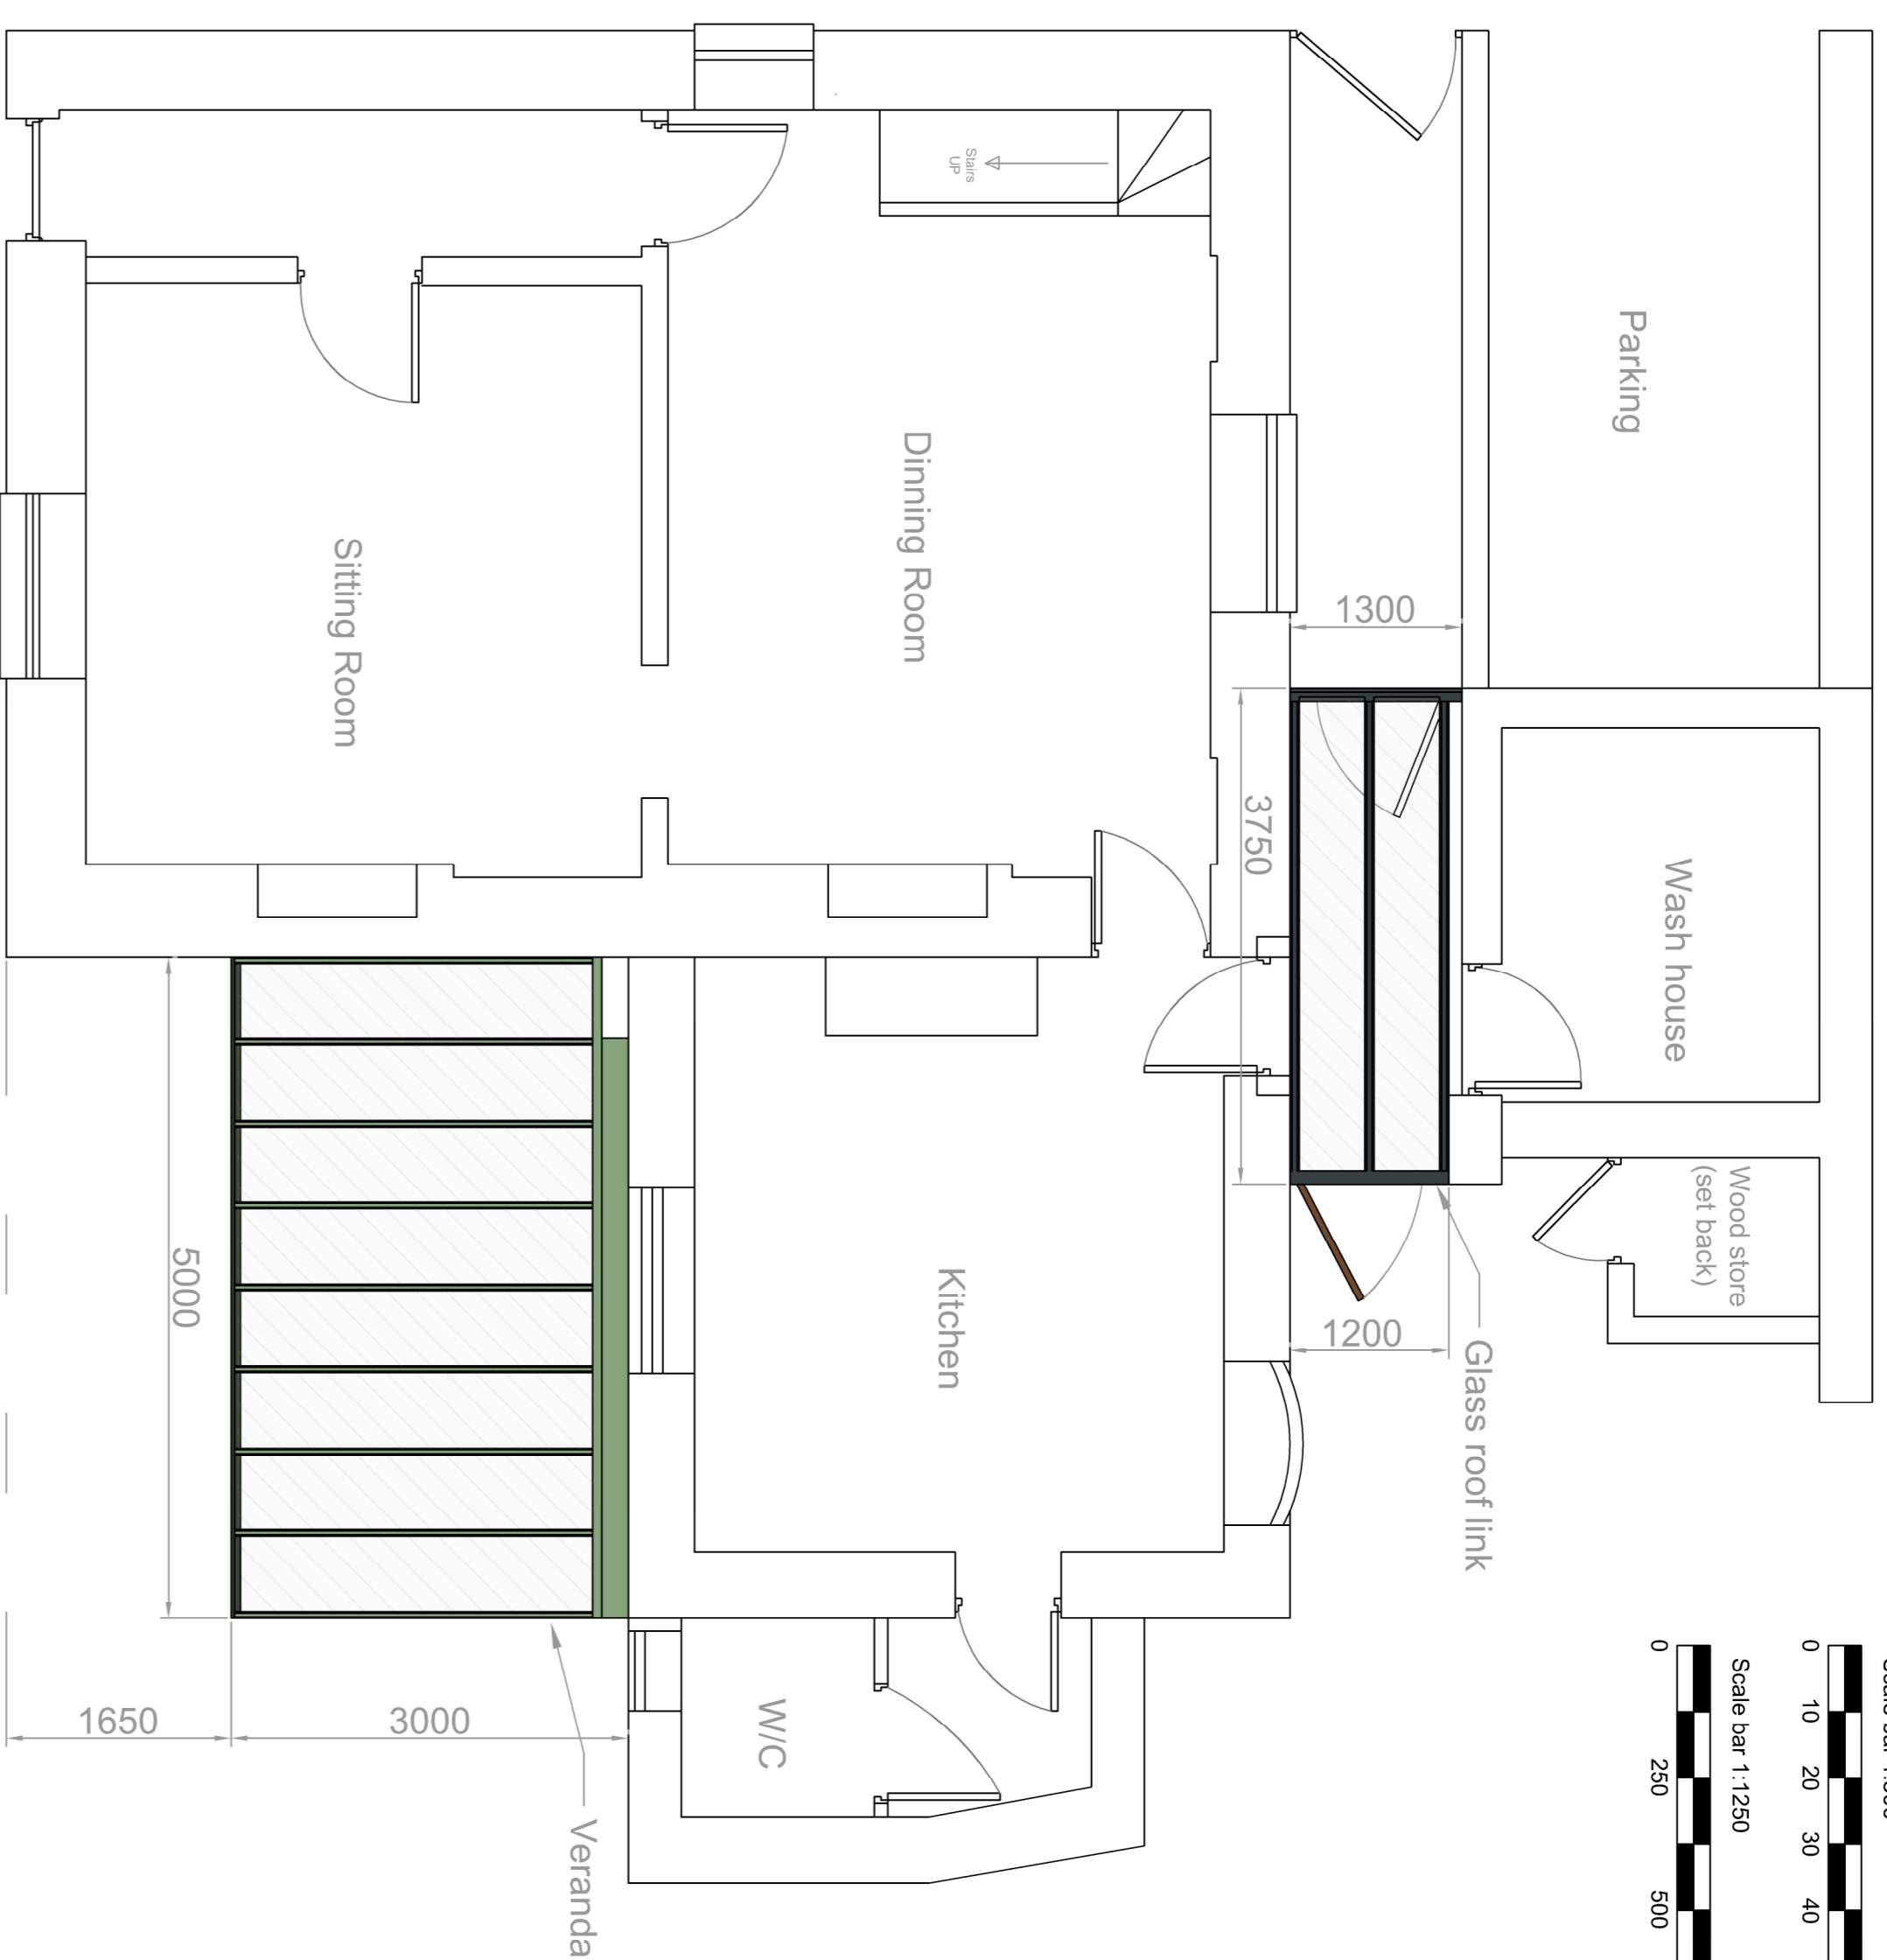 Parking
Wash house
Wood store
(set back)
Glass roof link
1300
3750
1200
Stairs
UP
Dinning Room
Kitchen
Sitting Room
W/C
Veranda
5000
3000
1650
0 10 20 30 40
Scale bar 1:1250
0 250 500